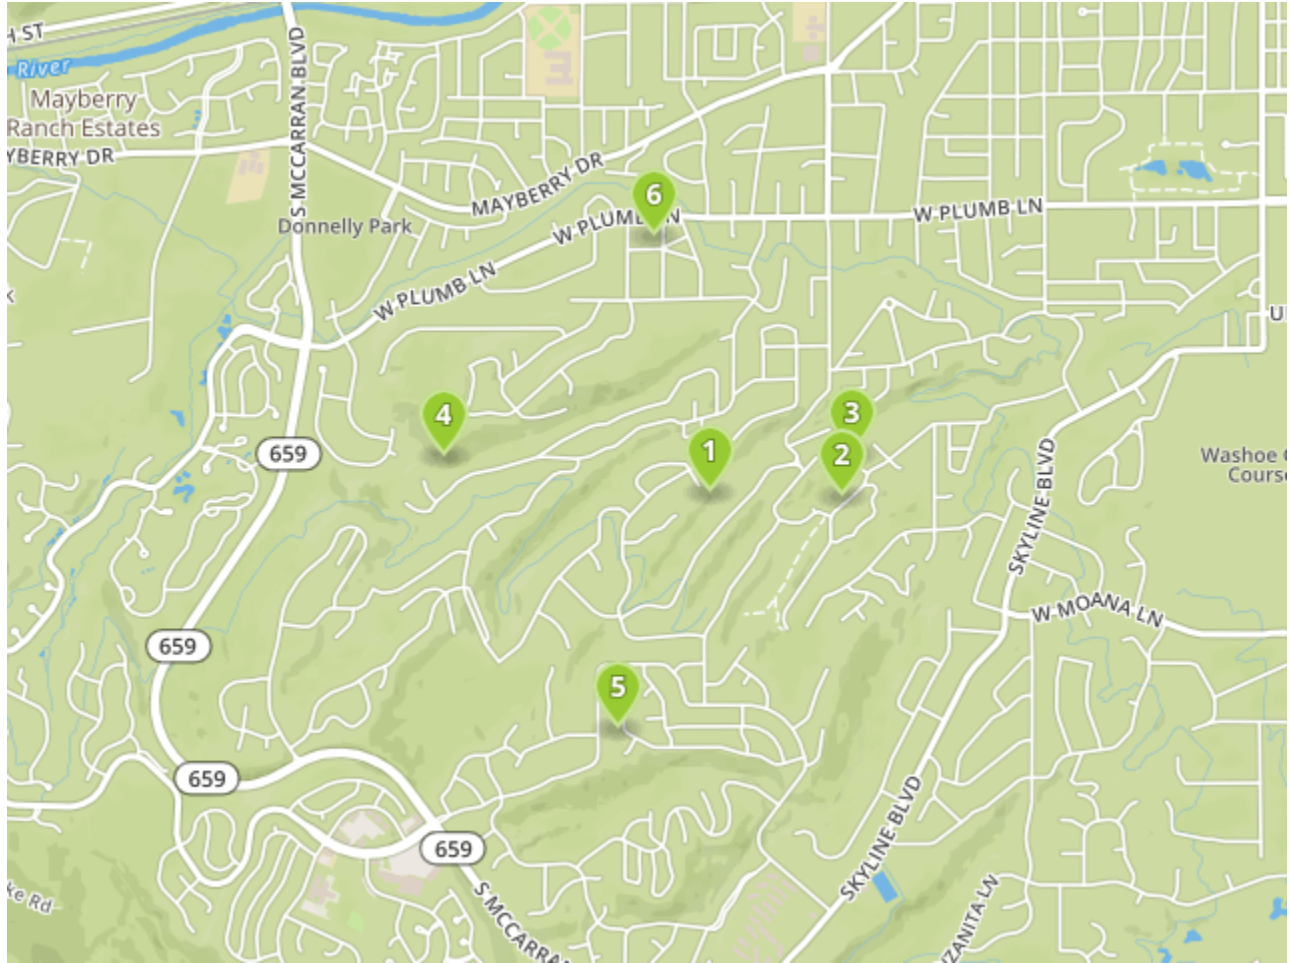 H ST
River
Mayberry
Ranch Estates
YBERRY DR
S MCCARRAN BLVD
MAYBERRY DR
Donnelly Park
6
W PLUMB LN
W PLUMB LN
W PLUMB LN
K
U
4
3
1
2
659
SKYLINE BLVD
Washoe
Course
W MOANA LN
659
5
659
659
SKYLINE BLVD
ke Rd
S MCCARRA
ZANITA LN